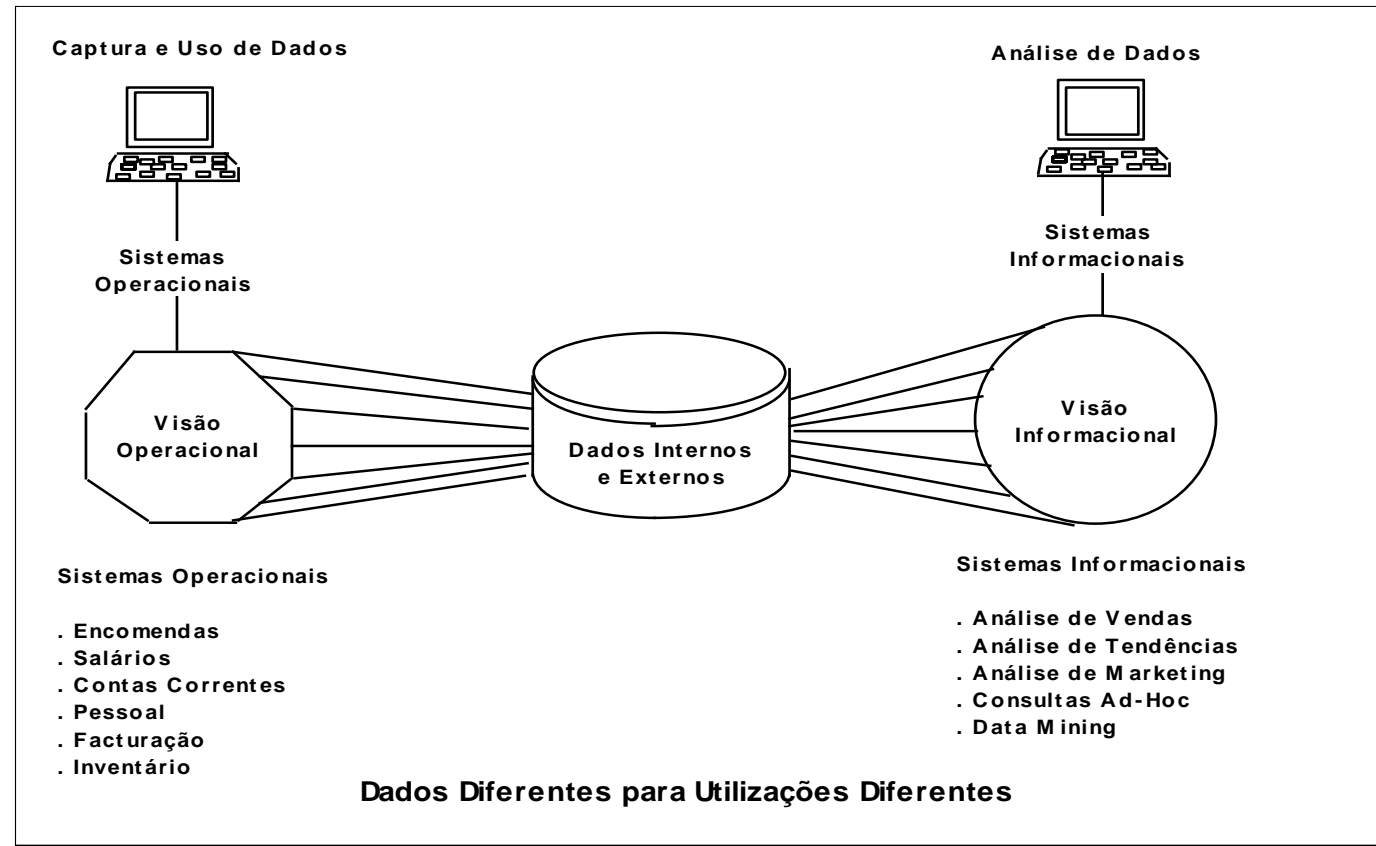 Captura e Uso de Dados
Análise de Dados
Sistemas
Operacionais
Sistemas
Informacionais
Visão
Operacional
Dados Internos
e Externos
Visão
Informacional
Sistemas Operacionais
. Encomendas
. Salários
. Contas Correntes
. Pessoal
. Facturação
. Inventário
Sistemas Informacionais
. Análise de Vendas
. Análise de Tendências
. Análise de Marketing
. Consultas Ad-Hoc
. Data Mining
Dados Diferentes para Utilizações Diferentes